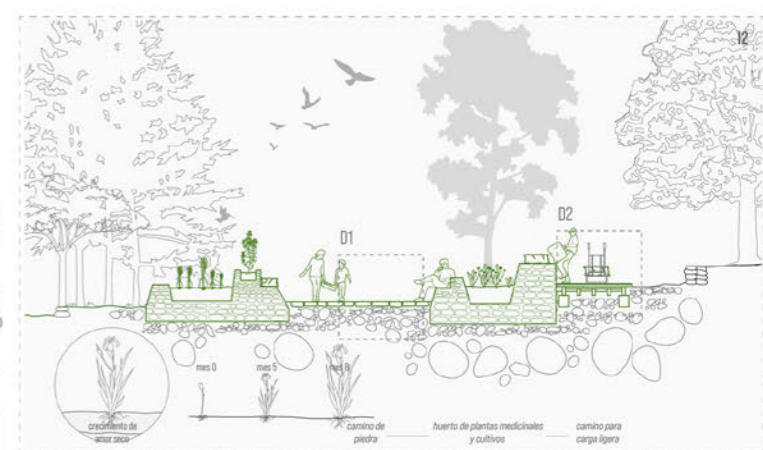 I2
D1
D2
mes 0
mes 5
mes 8
crecimiento de
amor seco
camino de
piedra
huerto de plantas medicinales
y cultivos
camino para
carga ligera